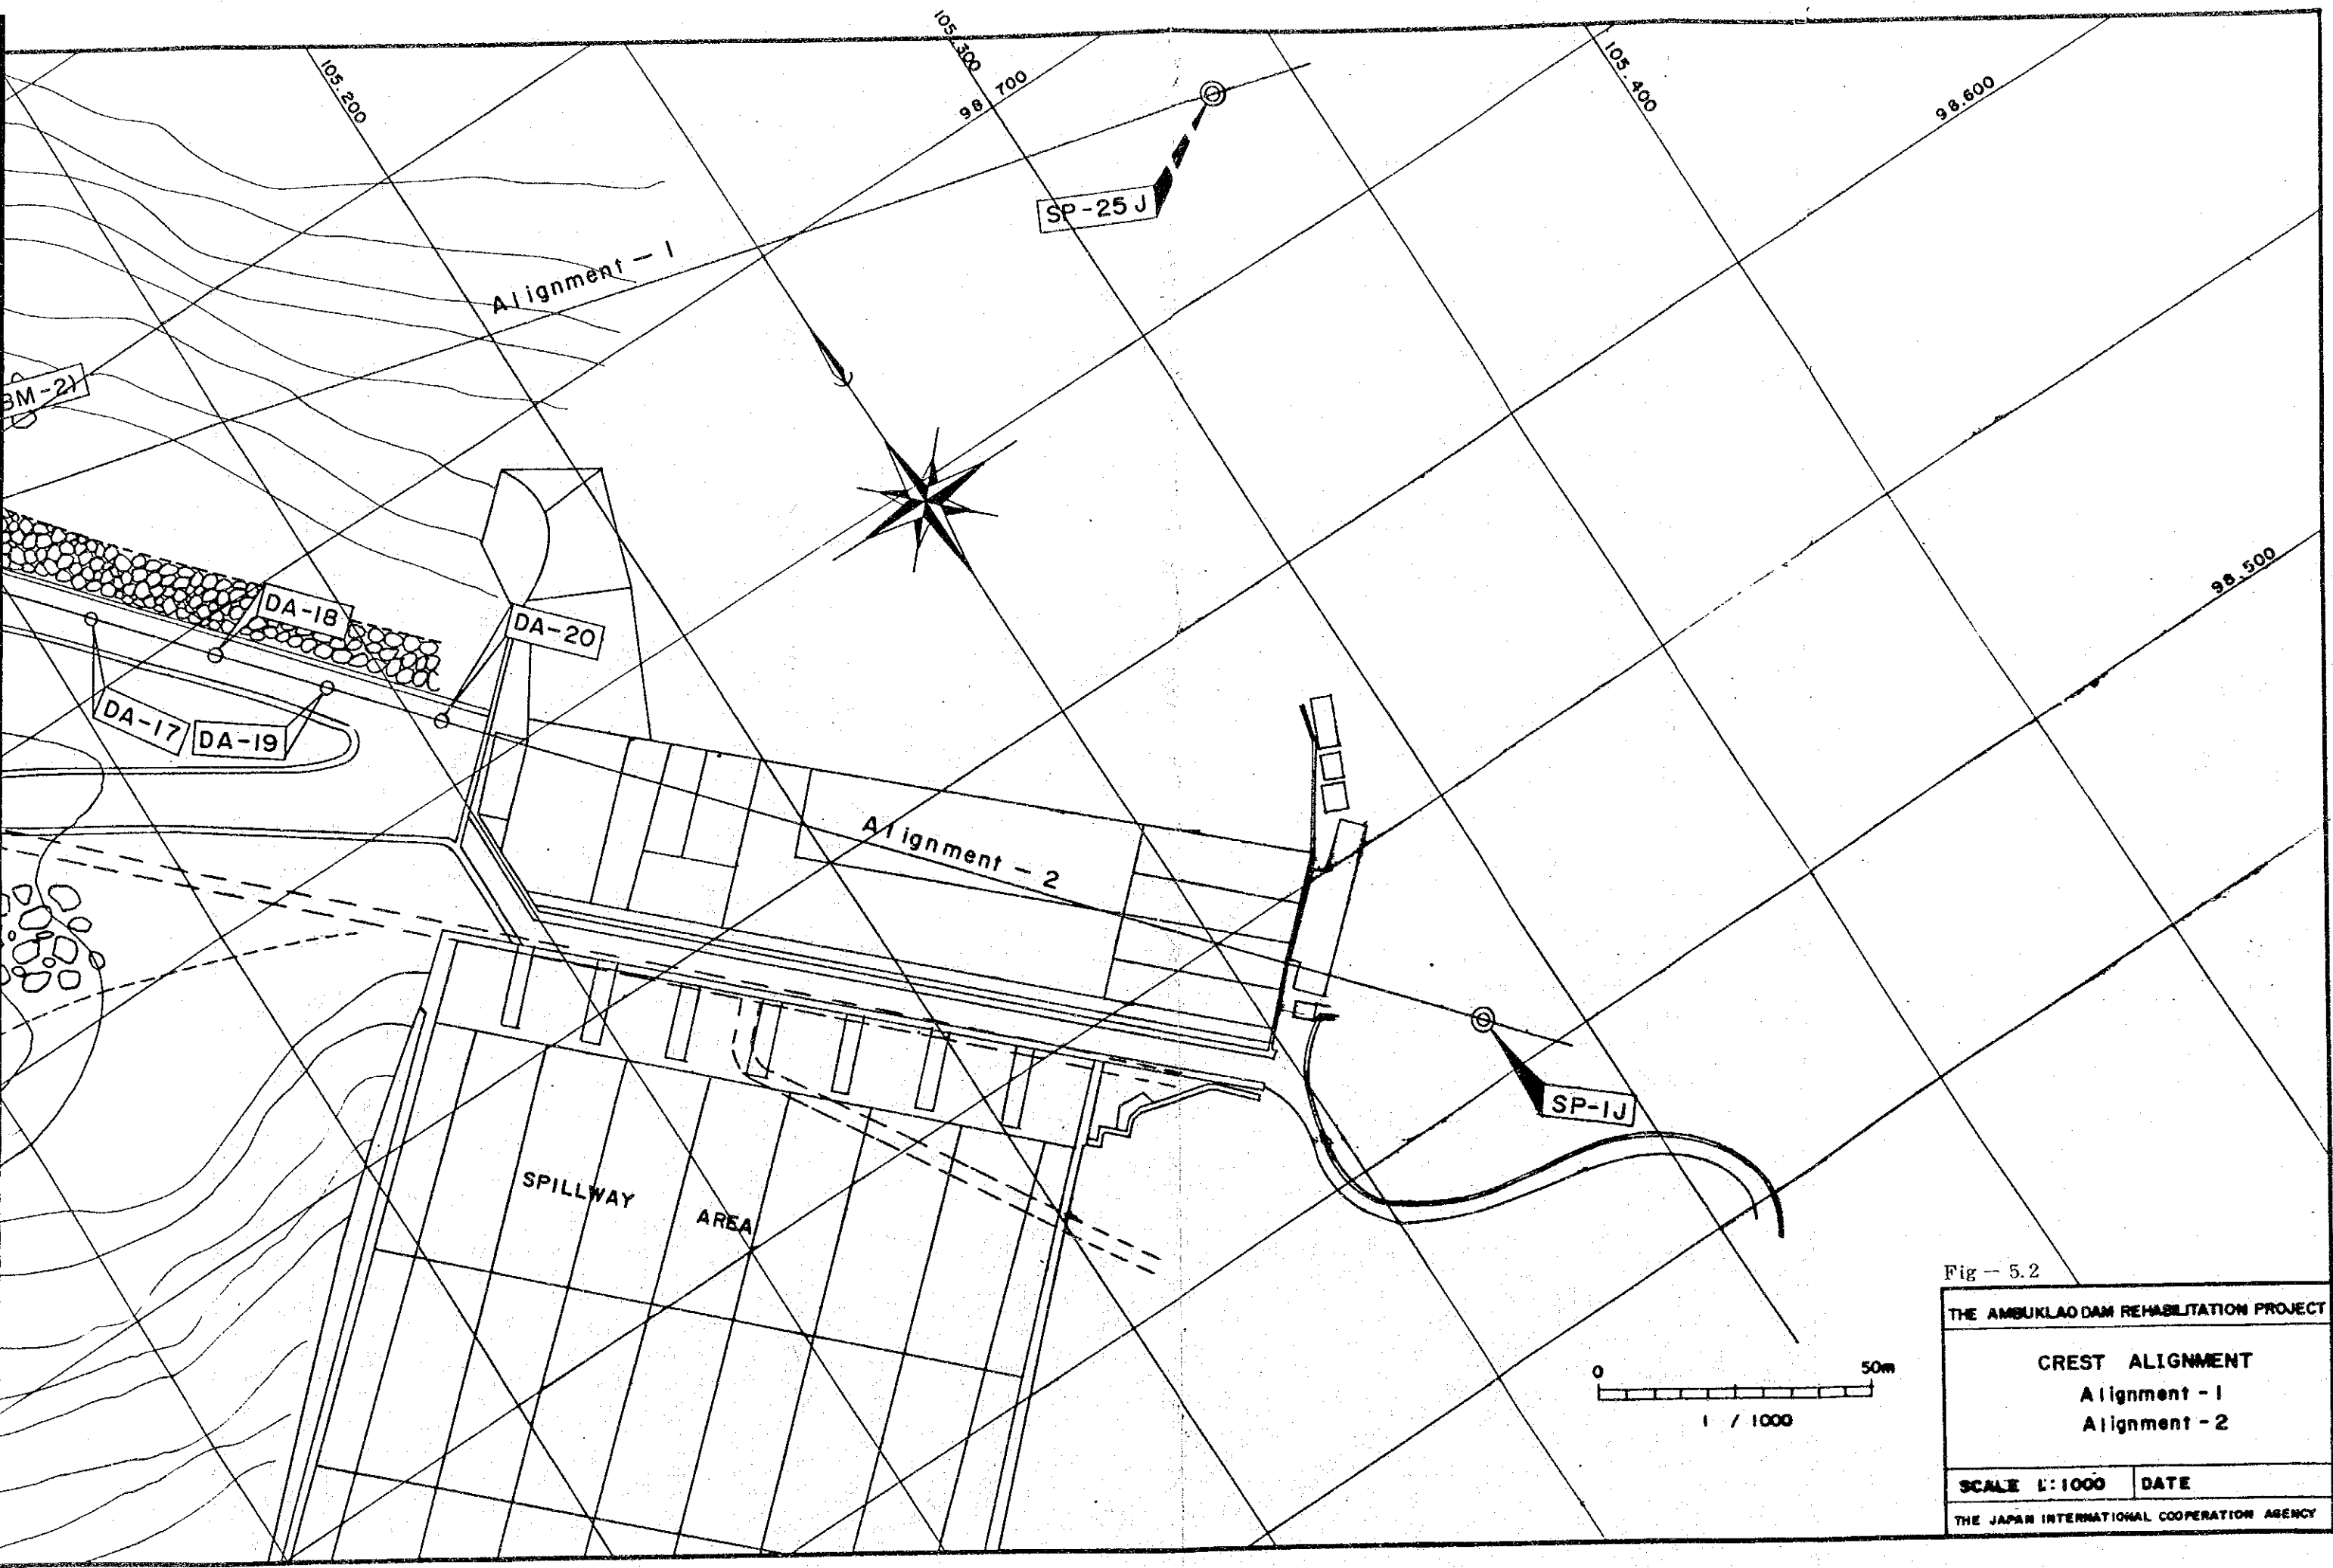 105.200
105.300
98 700
105.400
98.600
SP-25 J
Alignment - 1
BM-2)
98.500
DA-18
DA-20
DA-17
DA-19
Alignment - 2
SP-1J
SPILLWAY AREA
Fig - 5.2
THE AMBUKLAO DAM REHABILITATION PROJECT
CREST ALIGNMENT
Alignment - 1
Alignment - 2
0 50m
1 / 1000
SCALE 1:1000 DATE
THE JAPAN INTERNATIONAL COOPERATION AGENCY